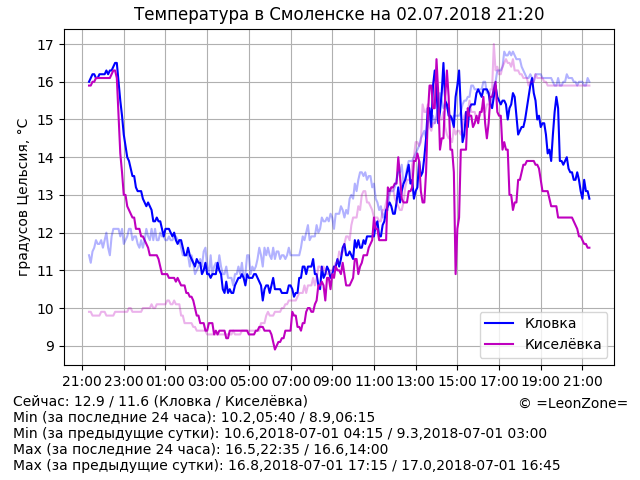 Температура в Смоленске на 02.07.2018 21:20
градусов Цельсия, °C
17
16
15
14
13
12
11
10
9
Кловка
Киселёвка
21:00 23:00 01:00 03:00 05:00 07:00 09:00 11:00 13:00 15:00 17:00 19:00 21:00
Сейчас: 12.9 / 11.6 (Кловка / Киселёвка)
© =LeonZone=
Min (за последние 24 часа): 10.2,05:40 / 8.9,06:15
Min (за предыдущие сутки): 10.6,2018-07-01 04:15 / 9.3,2018-07-01 03:00
Max (за последние 24 часа): 16.5,22:35 / 16.6,14:00
Max (за предыдущие сутки): 16.8,2018-07-01 17:15 / 17.0,2018-07-01 16:45